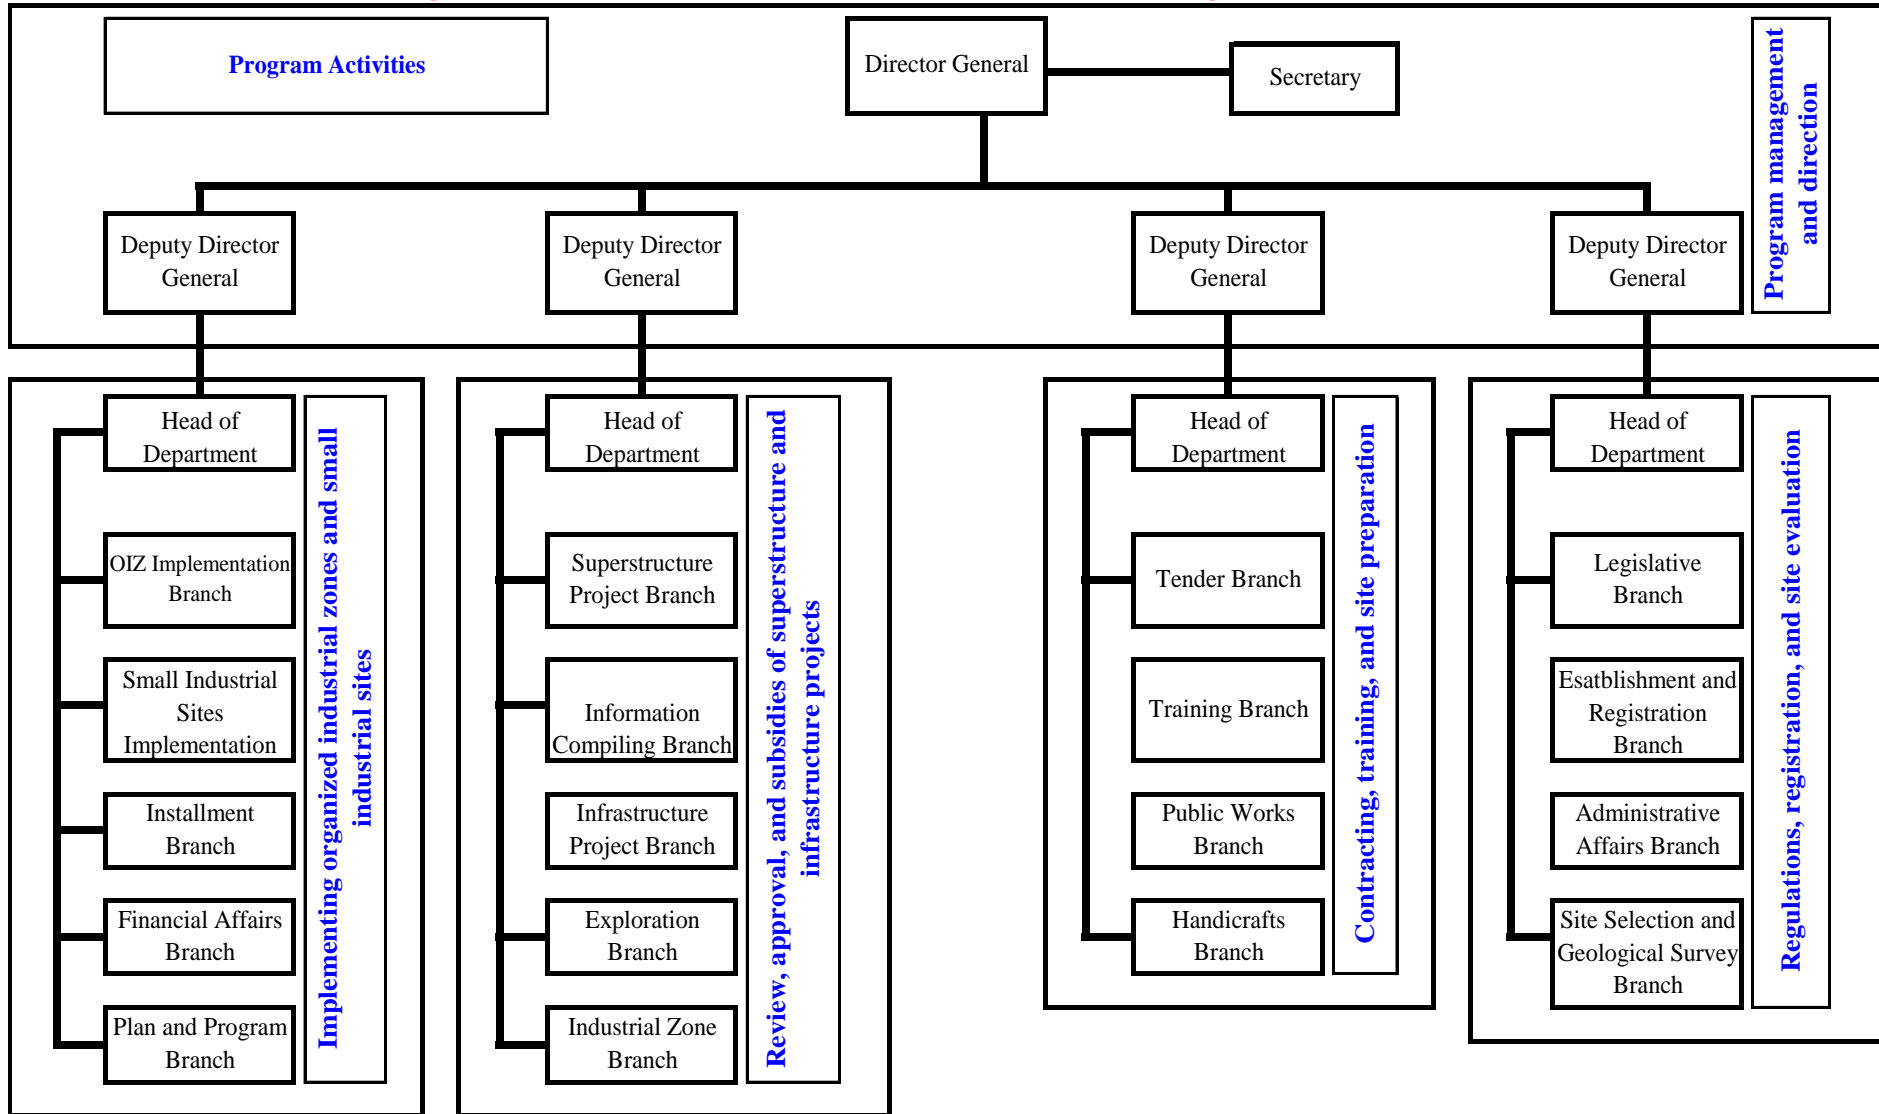 Program Activities
Director General
Secretary
Program management
and direction
Deputy Director
General
Deputy Director
General
Deputy Director
General
Deputy Director
General
Head of
Department
OIZ Implementation
Branch
Small Industrial
Sites
Implementation
Installment
Branch
Financial Affairs
Branch
Plan and Program
Branch
Implementing organized industrial zones and small
industrial sites
Head of
Department
Superstructure
Project Branch
Information
Compiling Branch
Infrastructure
Project Branch
Exploration
Branch
Industrial Zone
Branch
Review, approval, and subsidies of superstructure and
infrastructure projects
Head of
Department
Tender Branch
Training Branch
Public Works
Branch
Handicrafts
Branch
Contracting, training, and site preparation
Head of
Department
Legislative
Branch
Esatblishment and
Registration
Branch
Administrative
Affairs Branch
Site Selection and
Geological Survey
Branch
Regulations, registration, and site evaluation